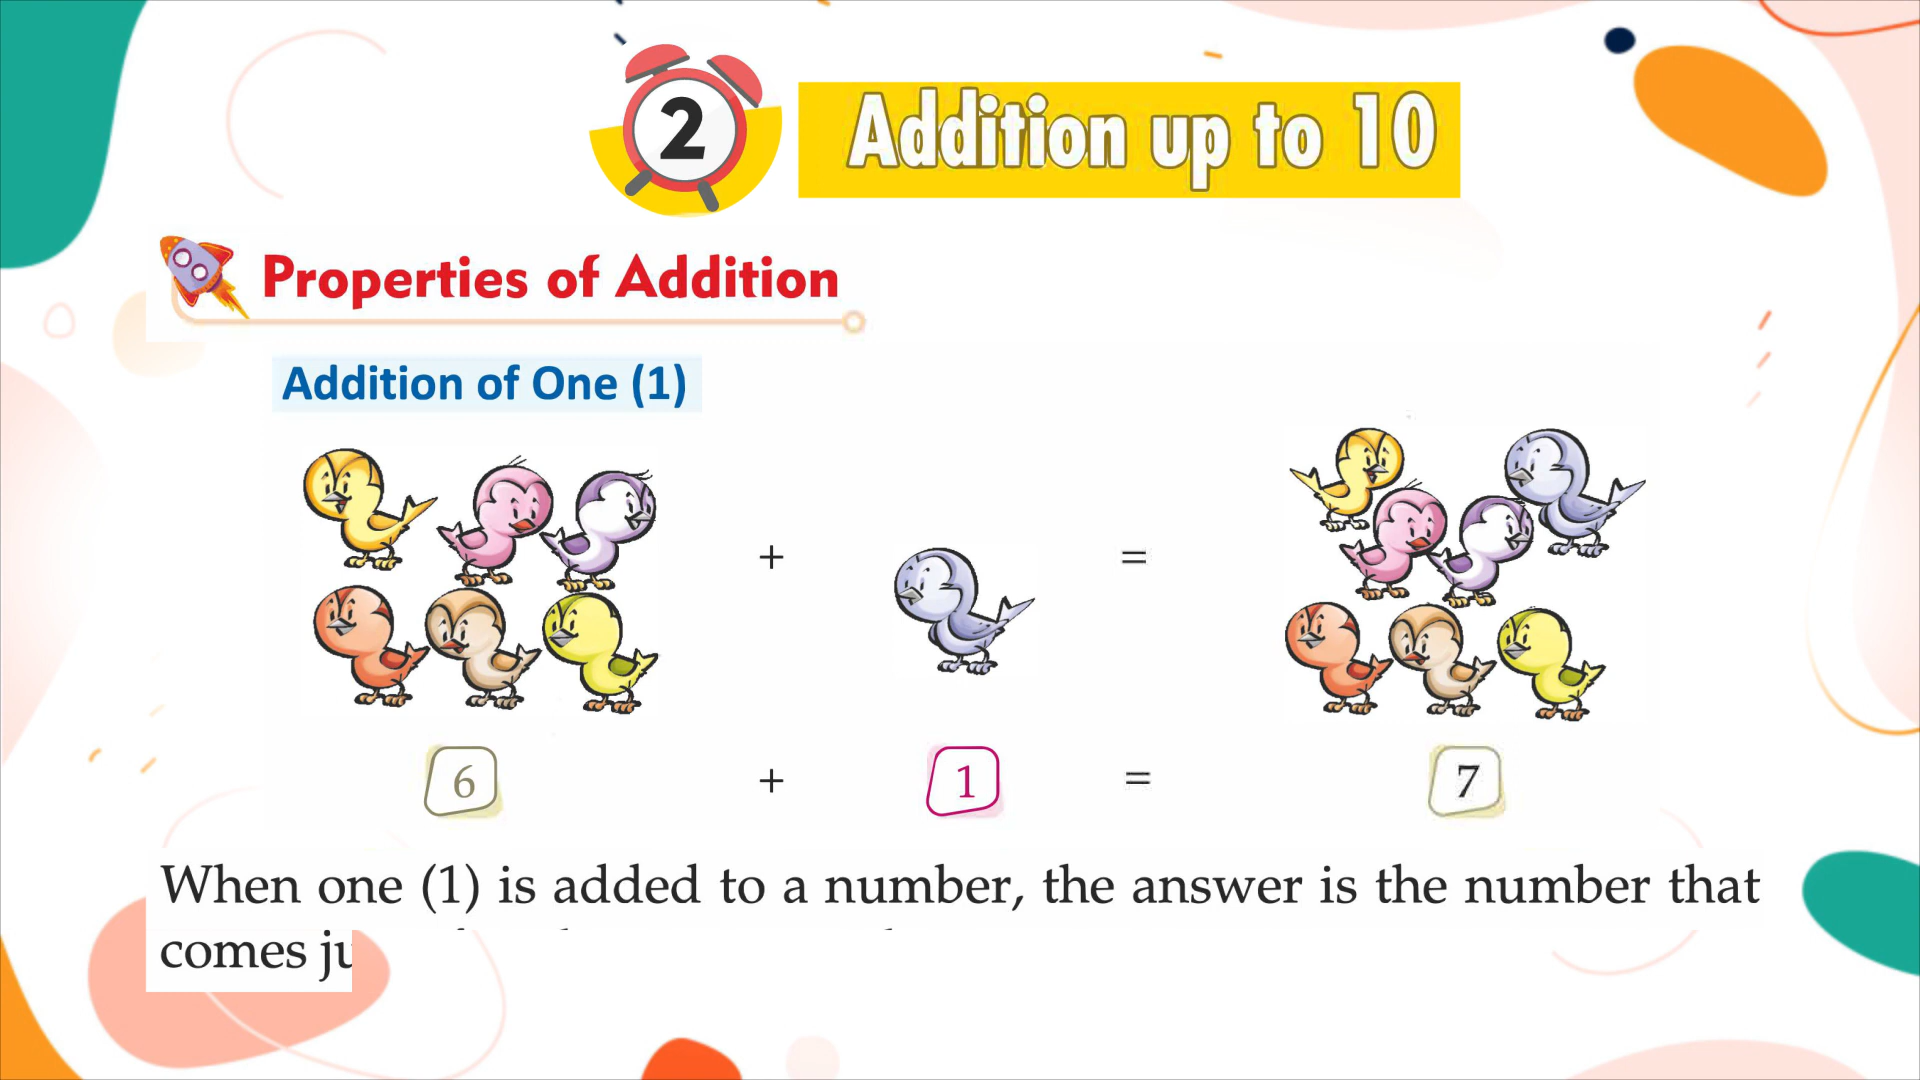 2
Addition up to 10
Properties of Addition
Addition of One (1)
+ =
6 + 1 = 7
When one (1) is added to a number, the answer is the number that
comes